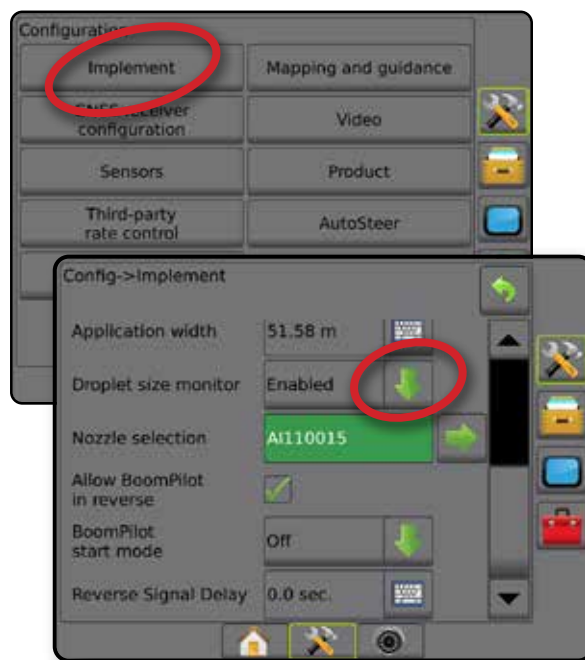 Configuration
Implement
Mapping and guidance
GNSS receiver
configuration
Video
Sensors
Product
Third-party
rate control
AutoSteer
Config->Implement
Application width
51.58 m
Droplet size monitor
Enabled
Nozzle selection
AI110015
Allow BoomPilot
in reverse
BoomPilot
start mode
Off
Reverse Signal Delay
0.0 sec.